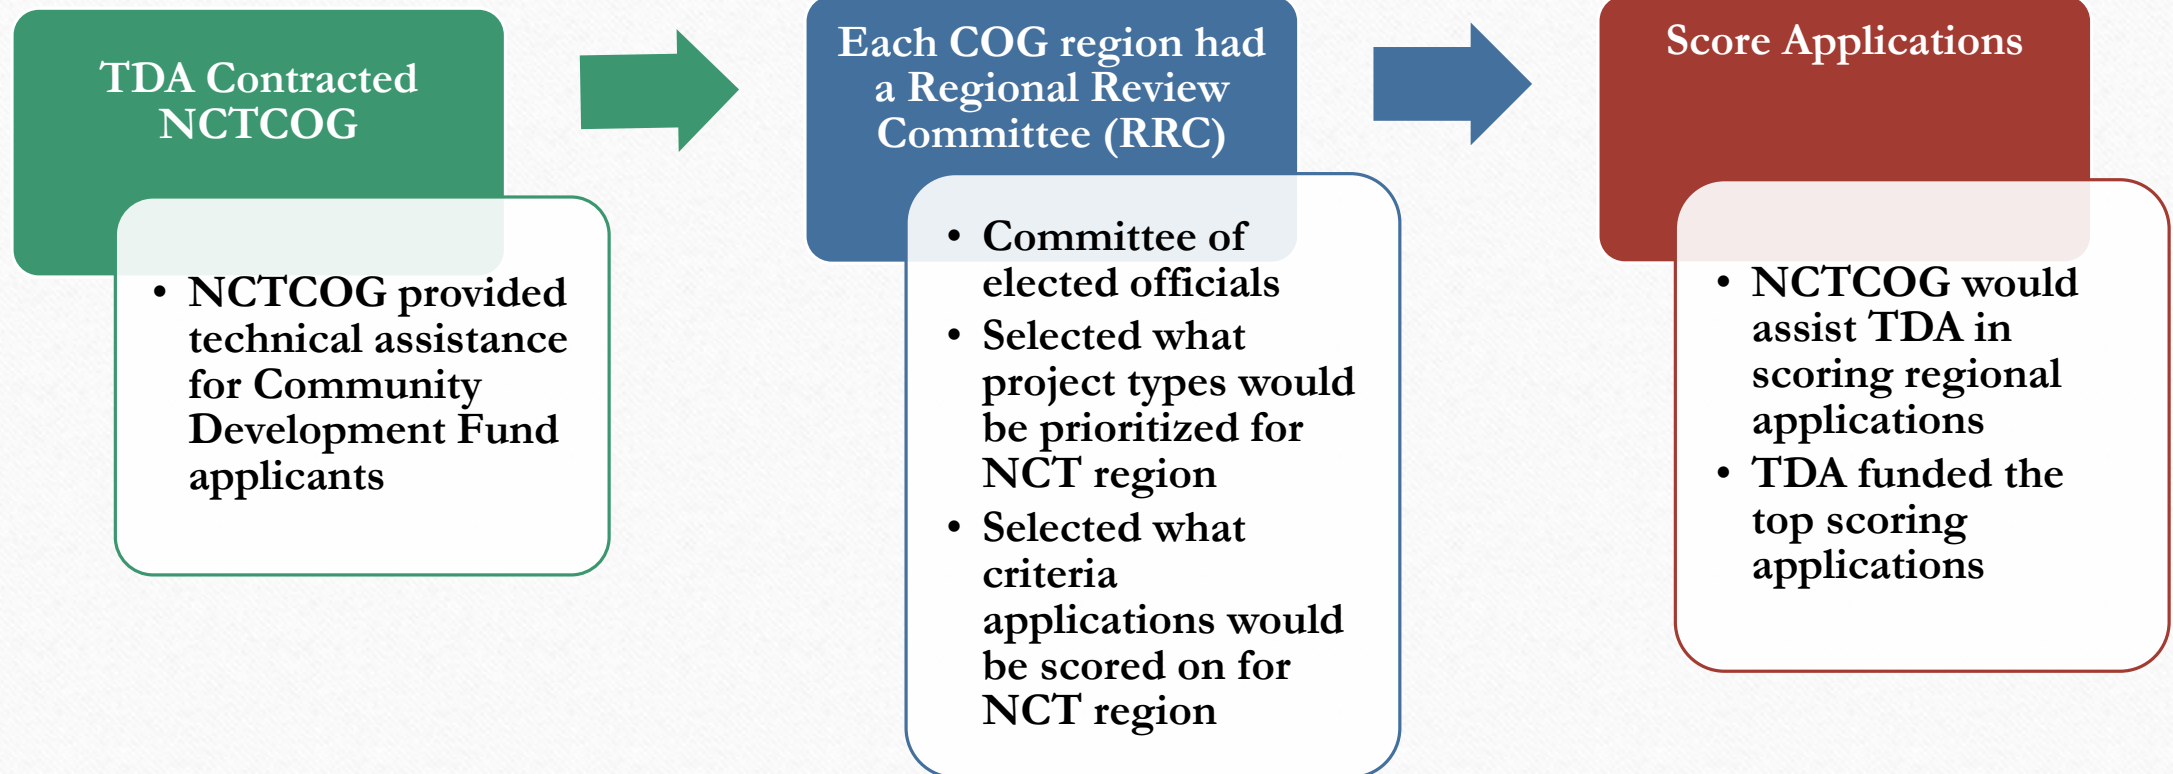 TDA Contracted
NCTCOG
• NCTCOG provided
technical assistance
for Community
Development Fund
applicants
Each COG region had
a Regional Review
Committee (RRC)
• Committee of
elected officials
• Selected what
project types would
be prioritized for
NCT region
• Selected what
criteria
applications would
be scored on for
NCT region
Score Applications
• NCTCOG would
assist TDA in
scoring regional
applications
• TDA funded the
top scoring
applications